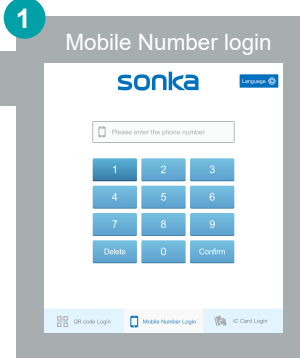 1
Mobile Number login
sonka
Language
Please enter the phone number
1 2 3
4 5 6
7 8 9
Delete 0 Confirm
QR code Login Mobile Number Login IC Card Login